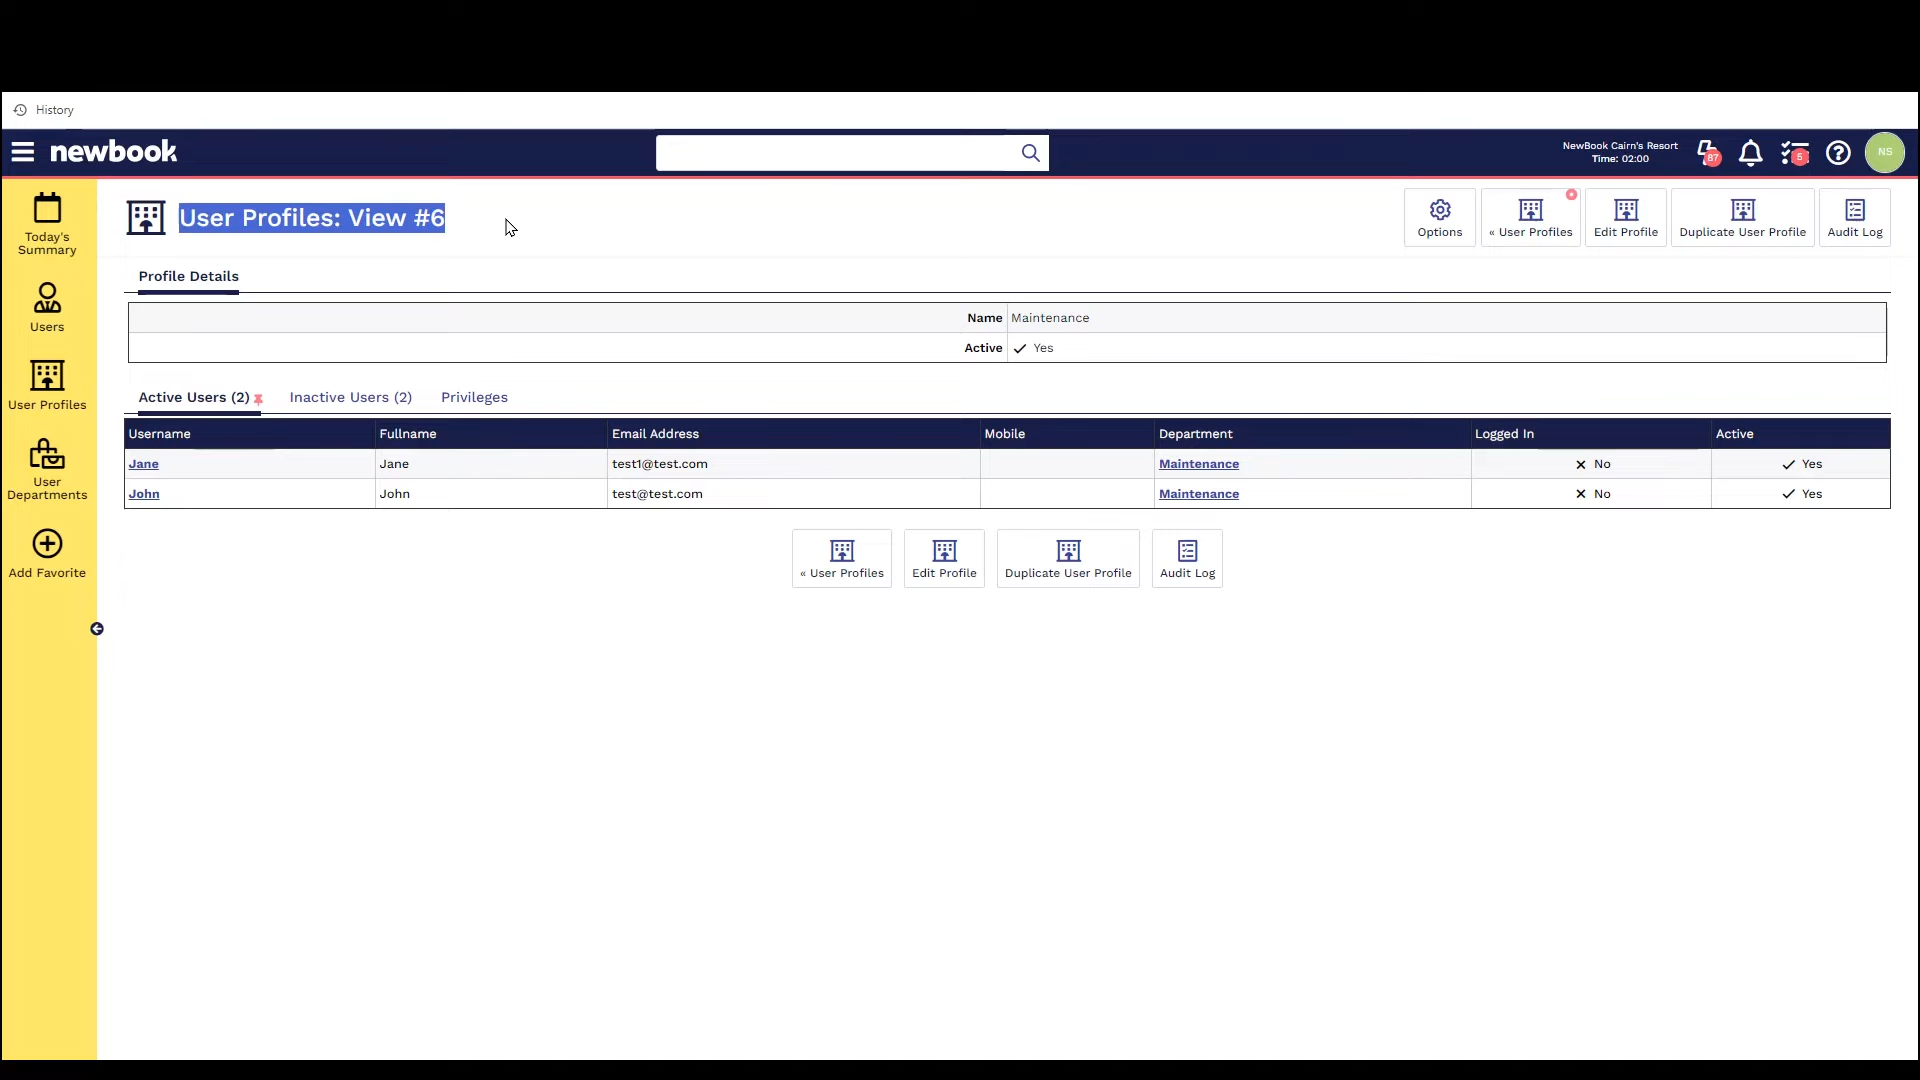 History
newbook
NewBook Cairn's Resort
Time: 02:00
87
5
NS
Today's
Summary
Users
User Profiles
User
Departments
Add Favorite
User Profiles: View #6
Options
« User Profiles
Edit Profile
Duplicate User Profile
Audit Log
Profile Details
Name Maintenance
Active Yes
Active Users (2) Inactive Users (2) Privileges
Username Fullname Email Address Mobile Department Logged In Active
Jane Jane test1@test.com Maintenance No Yes
John John test@test.com Maintenance No Yes
« User Profiles Edit Profile Duplicate User Profile Audit Log